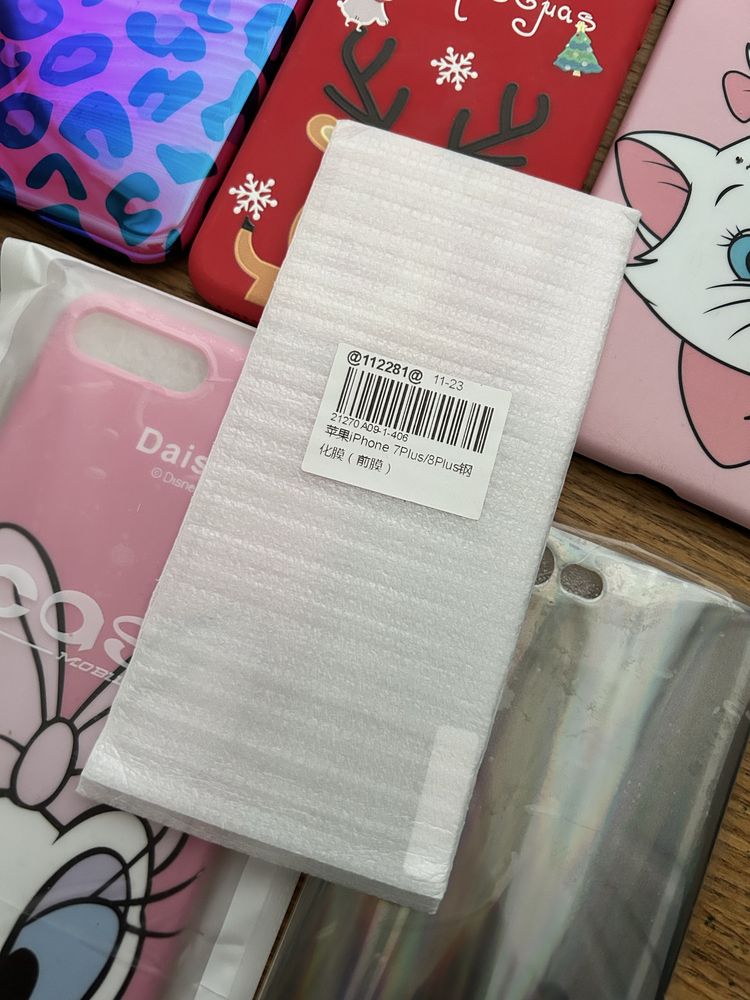 @112281@ 11-23
21270 A09-1-406
苹果iPhone 7Plus/8Plus钢
化膜（前膜）
Dais
© Disne
cas